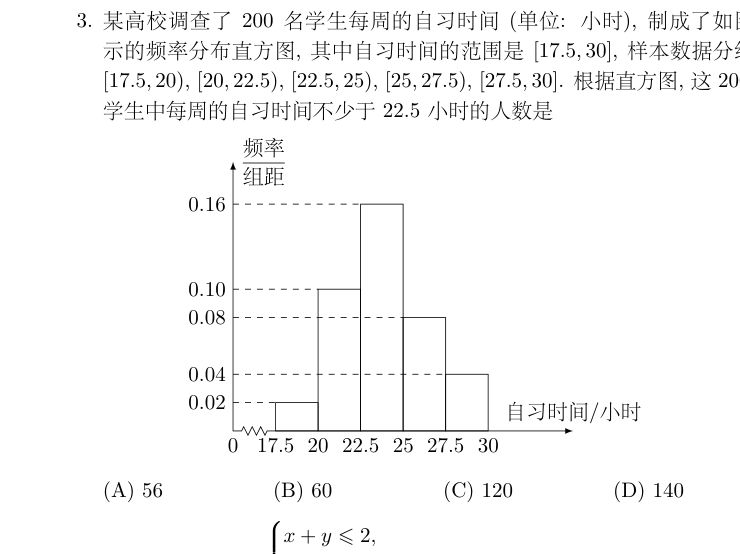 3. 某高校调查了 200 名学生每周的自习时间 (单位: 小时), 制成了如
示的频率分布直方图, 其中自习时间的范围是 [17.5, 30], 样本数据分
[17.5, 20), [20, 22.5), [22.5, 25), [25, 27.5), [27.5, 30]. 根据直方图, 这 20
学生中每周的自习时间不少于 22.5 小时的人数是
频率
组距
0.16
0.10
0.08
0.04
0.02
自习时间/小时
0 17.5 20 22.5 25 27.5 30
(A) 56 (B) 60 (C) 120 (D) 140
x + y ⩽ 2,